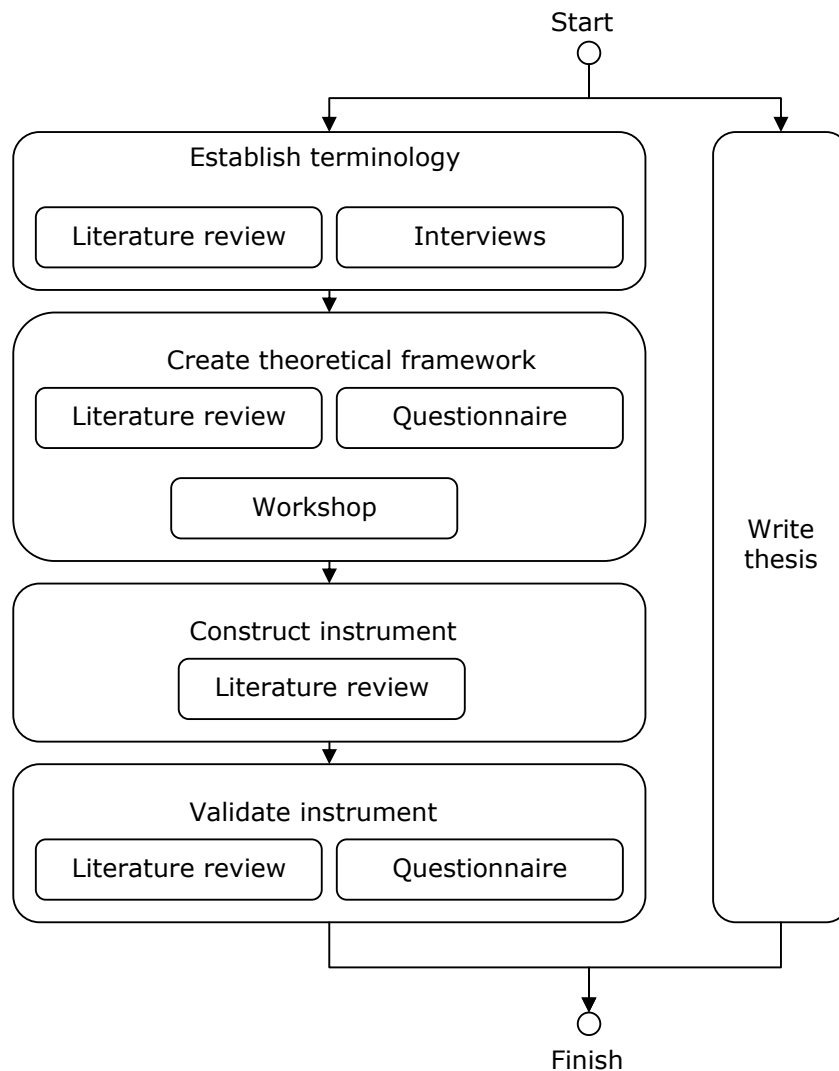 Start
Establish terminology
Literature review
Interviews
Create theoretical framework
Literature review
Questionnaire
Workshop
Construct instrument
Literature review
Validate instrument
Literature review
Questionnaire
Write
thesis
Finish